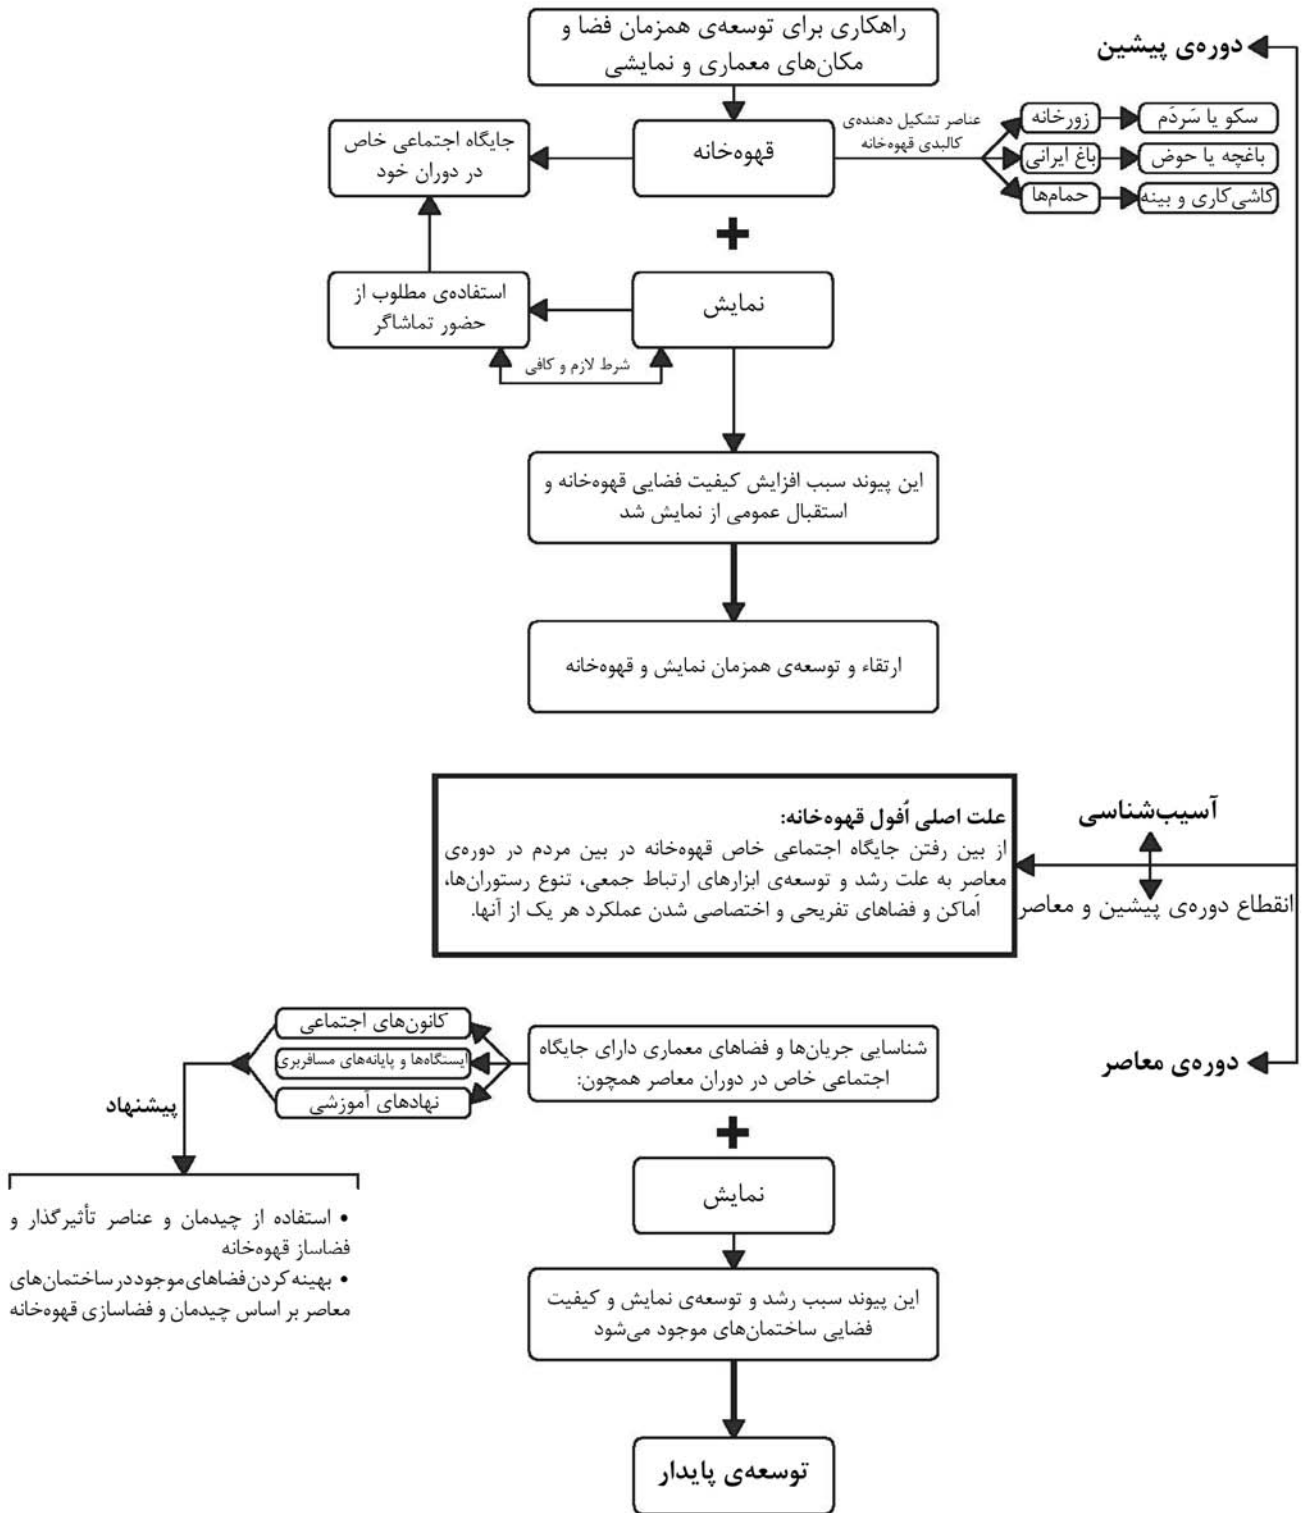 راهکاری برای توسعه‌ی همزمان فضا و
مکان‌های معماری و نمایشی
دوره‌ی پیشین
قهوه‌خانه
عناصر تشکیل دهنده‌ی
کالبدی قهوه‌خانه
زورخانه
سکو یا سَردَم
باغ ایرانی
باغچه یا حوض
حمام‌ها
کاشی‌کاری و بینه
جایگاه اجتماعی خاص
در دوران خود
+
نمایش
استفاده‌ی مطلوب از
حضور تماشاگر
شرط لازم و کافی
این پیوند سبب افزایش کیفیت فضایی قهوه‌خانه و
استقبال عمومی از نمایش شد
ارتقاء و توسعه‌ی همزمان نمایش و قهوه‌خانه
آسیب‌شناسی
انقطاع دوره‌ی پیشین و معاصر
علت اصلی اُفول قهوه‌خانه:
از بین رفتن جایگاه اجتماعی خاص قهوه‌خانه در بین مردم در دوره‌ی
معاصر به علت رشد و توسعه‌ی ابزارهای ارتباط جمعی، تنوع رستوران‌ها،
اَماکن و فضاهای تفریحی و اختصاصی شدن عملکرد هر یک از آنها.
دوره‌ی معاصر
شناسایی جریان‌ها و فضاهای معماری دارای جایگاه
اجتماعی خاص در دوران معاصر همچون:
کانون‌های اجتماعی
ایستگاه‌ها و پایانه‌های مسافربری
نهادهای آموزشی
پیشنهاد
• استفاده از چیدمان و عناصر تأثیرگذار و
فضاساز قهوه‌خانه
• بهینه کردن فضاهای موجود در ساختمان‌های
معاصر بر اساس چیدمان و فضاسازی قهوه‌خانه
+
نمایش
این پیوند سبب رشد و توسعه‌ی نمایش و کیفیت
فضایی ساختمان‌های موجود می‌شود
توسعه‌ی پایدار